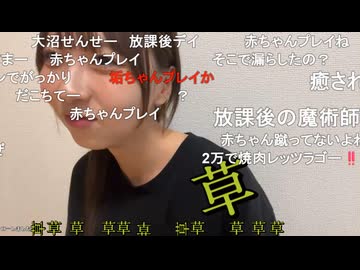 大沼せんせー 放課後デイ 赤ちゃんプレイね
まー 赤ちゃんプレイ そこで漏らしたの？
ンでがっかり 垢ちゃんプレイか 癒され
だこちてー ？
赤ちゃんプレイ 放課後の魔術師
赤ちゃん蹴ってないよね
2万で焼肉レッツラゴー‼
草
草 草 草草 草 草 草 草 草